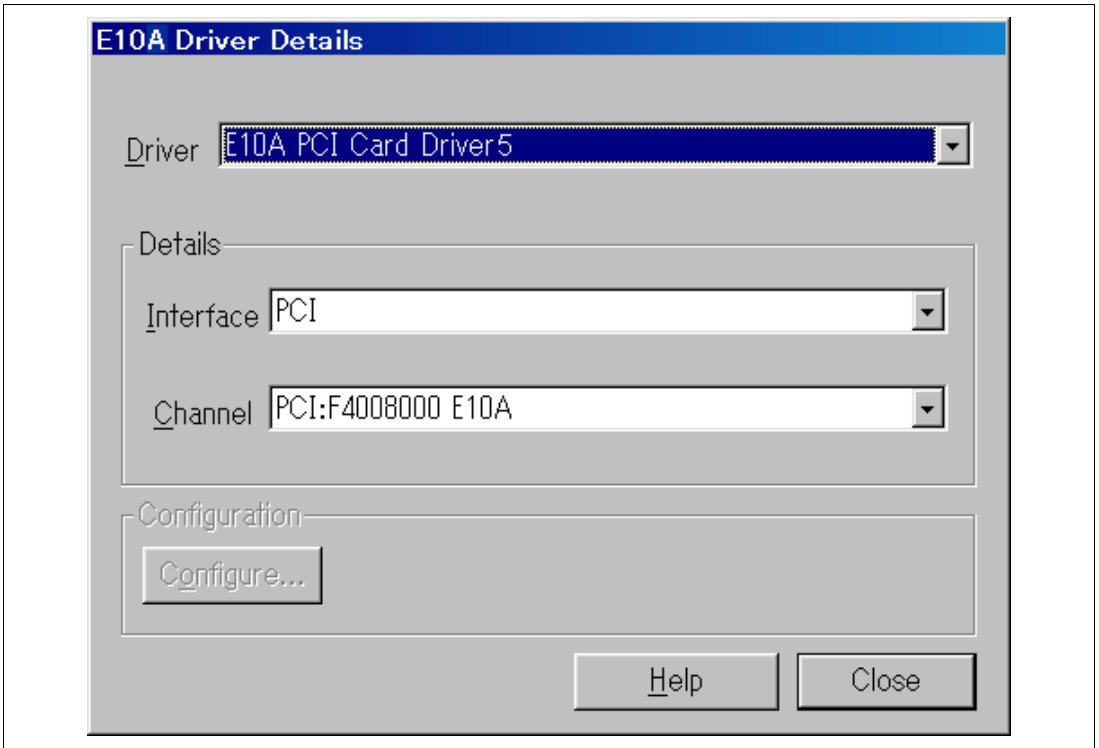 E10A Driver Details
Driver E10A PCI Card Driver5
Details
Interface PCI
Channel PCI:F4008000 E10A
Configuration
Configure...
Help Close